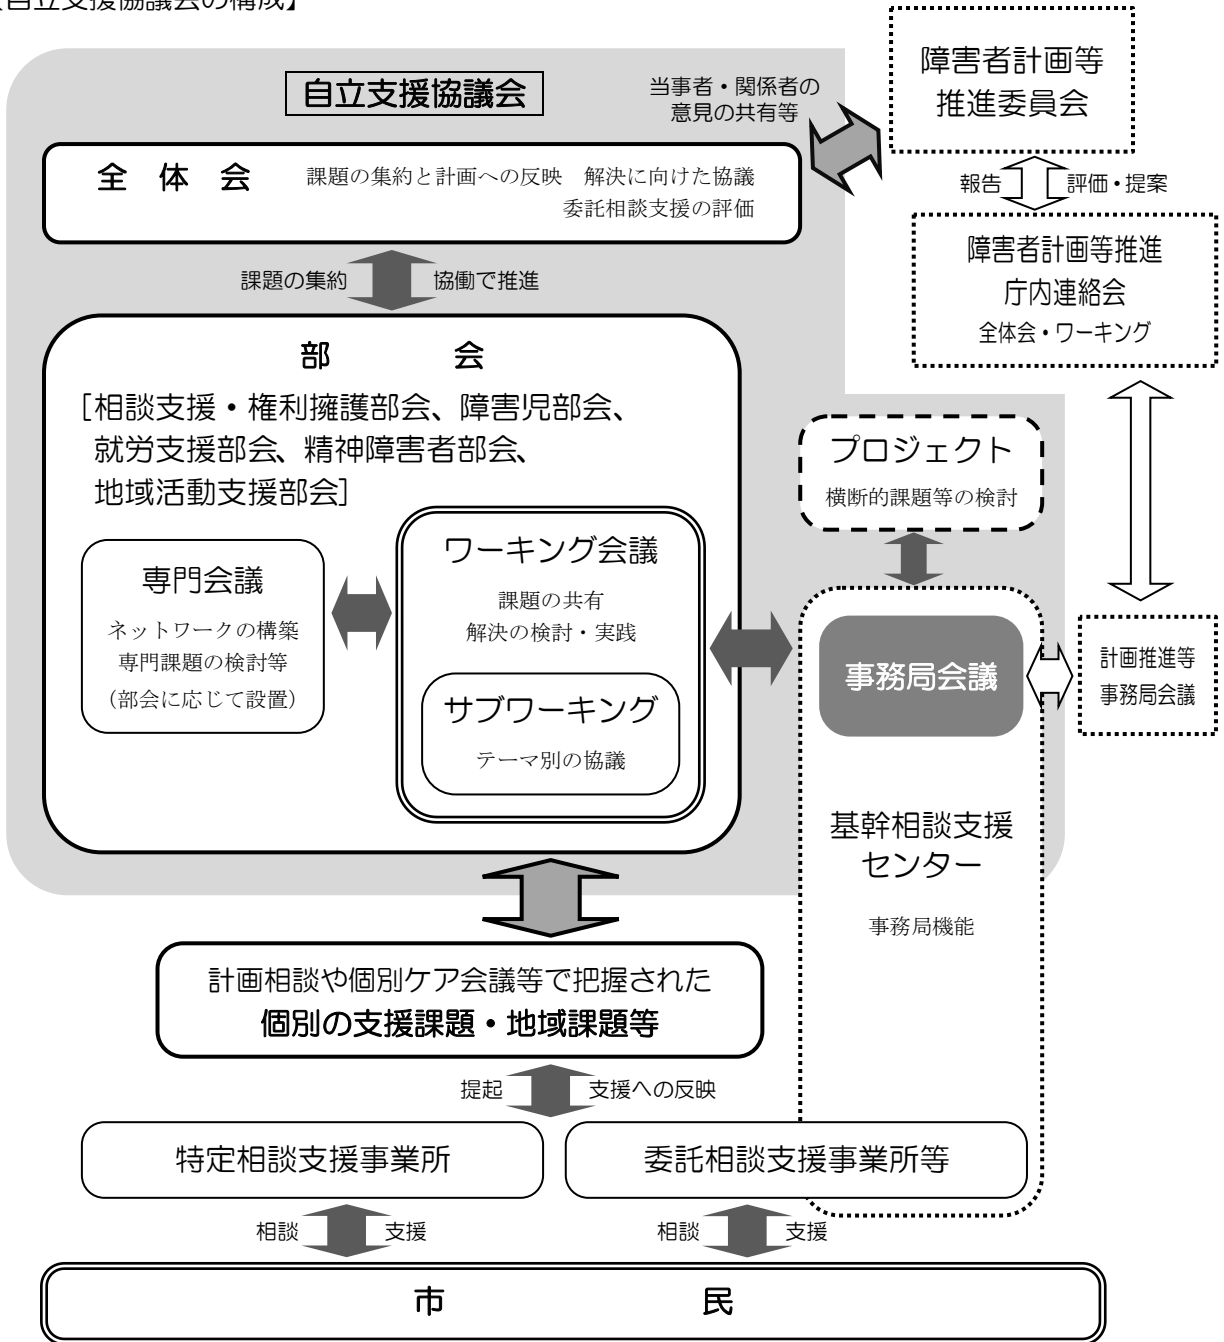 自立支援協議会の構成】
自立支援協議会
当事者・関係者の
意見の共有等
障害者計画等
推進委員会
全 体 会
課題の集約と計画への反映 解決に向けた協議
委託相談支援の評価
報告
評価・提案
障害者計画等推進
庁内連絡会
全体会・ワーキング
課題の集約
協働で推進
部 会
[相談支援・権利擁護部会、障害児部会、
就労支援部会、精神障害者部会、
地域活動支援部会]
プロジェクト
横断的課題等の検討
専門会議
ネットワークの構築
専門課題の検討等
(部会に応じて設置)
ワーキング会議
課題の共有
解決の検討・実践
サブワーキング
テーマ別の協議
事務局会議
計画推進等
事務局会議
基幹相談支援
センター
事務局機能
計画相談や個別ケア会議等で把握された
個別の支援課題・地域課題等
提起
支援への反映
特定相談支援事業所
委託相談支援事業所等
相談
支援
相談
支援
市 民